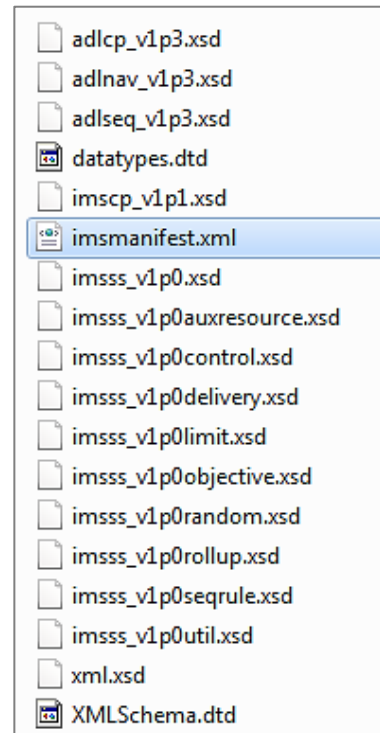 adlcp_v1p3.xsd
adlnav_v1p3.xsd
adlseq_v1p3.xsd
datatypes.dtd
imscp_v1p1.xsd
imsmanifest.xml
imsss_v1p0.xsd
imsss_v1p0auxresource.xsd
imsss_v1p0control.xsd
imsss_v1p0delivery.xsd
imsss_v1p0limit.xsd
imsss_v1p0objective.xsd
imsss_v1p0random.xsd
imsss_v1p0rollup.xsd
imsss_v1p0seqrule.xsd
imsss_v1p0util.xsd
xml.xsd
XMLSchema.dtd